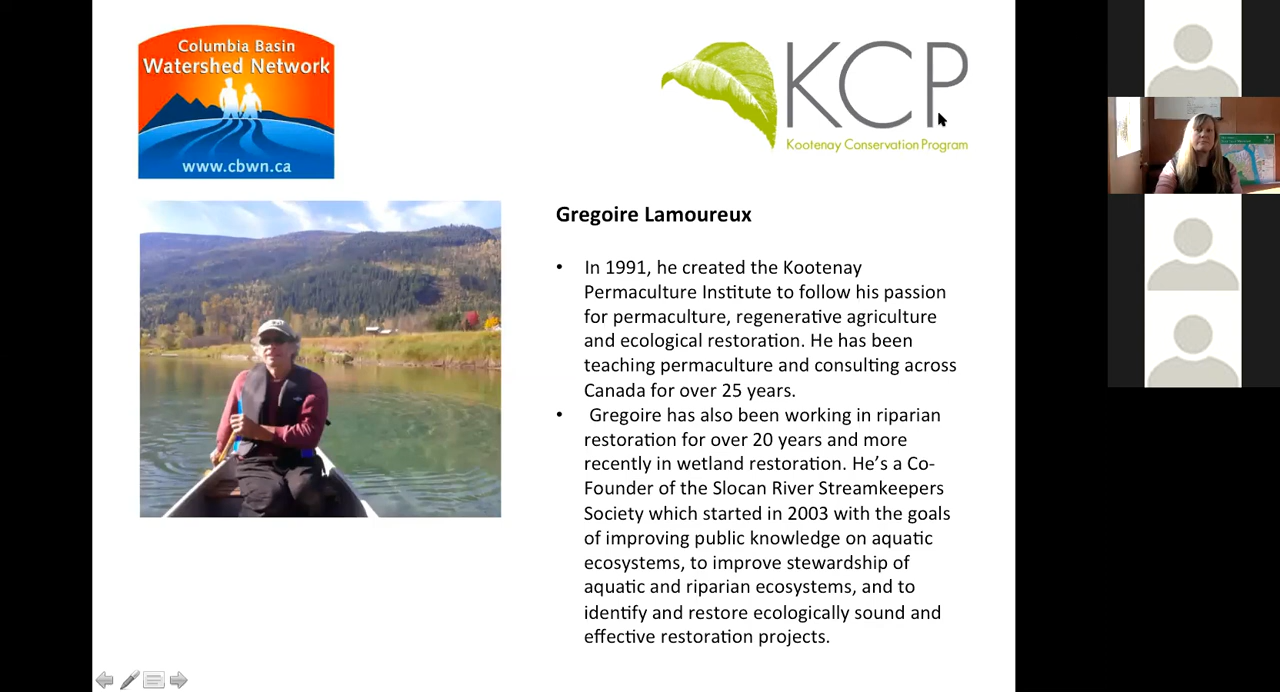 Columbia Basin
Watershed Network
www.cbwn.ca
KCP
Kootenay Conservation Program
Gregoire Lamoureux
• In 1991, he created the Kootenay
Permaculture Institute to follow his passion
for permaculture, regenerative agriculture
and ecological restoration. He has been
teaching permaculture and consulting across
Canada for over 25 years.
• Gregoire has also been working in riparian
restoration for over 20 years and more
recently in wetland restoration. He’s a Co-
Founder of the Slocan River Streamkeepers
Society which started in 2003 with the goals
of improving public knowledge on aquatic
ecosystems, to improve stewardship of
aquatic and riparian ecosystems, and to
identify and restore ecologically sound and
effective restoration projects.